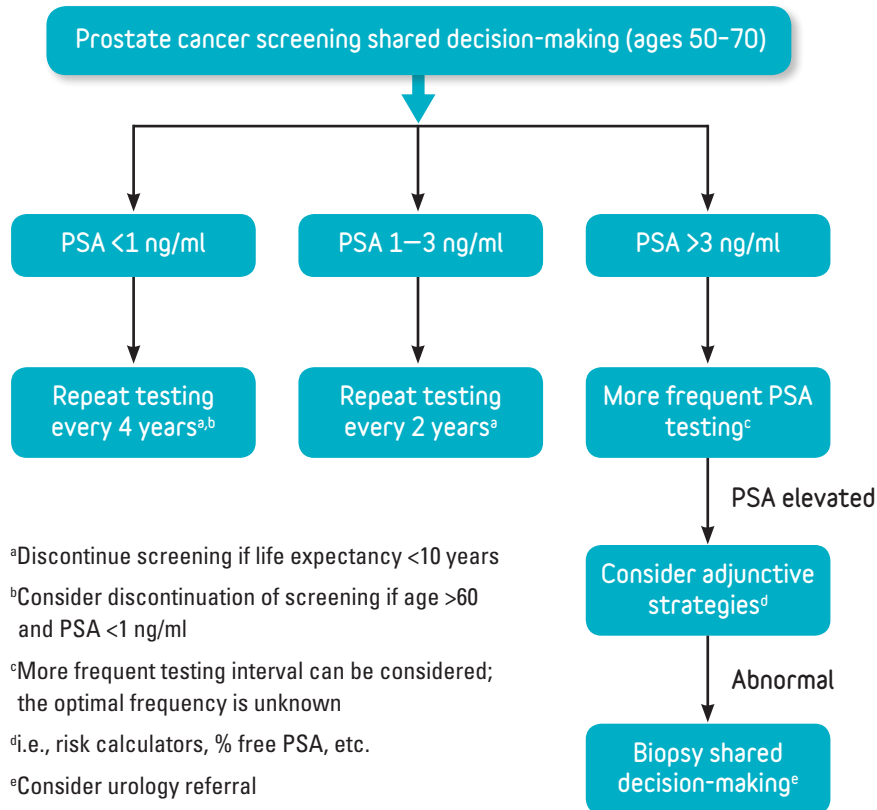 Prostate cancer screening shared decision-making (ages 50–70)
PSA <1 ng/ml
PSA 1–3 ng/ml
PSA >3 ng/ml
Repeat testing
every 4 yearsᵃ,ᵇ
Repeat testing
every 2 yearsᵃ
More frequent PSA
testingᶜ
PSA elevated
Consider adjunctive
strategiesᵈ
Abnormal
Biopsy shared
decision-makingᵉ
ᵃDiscontinue screening if life expectancy <10 years
ᵇConsider discontinuation of screening if age >60
and PSA <1 ng/ml
ᶜMore frequent testing interval can be considered;
the optimal frequency is unknown
ᵈi.e., risk calculators, % free PSA, etc.
ᵉConsider urology referral